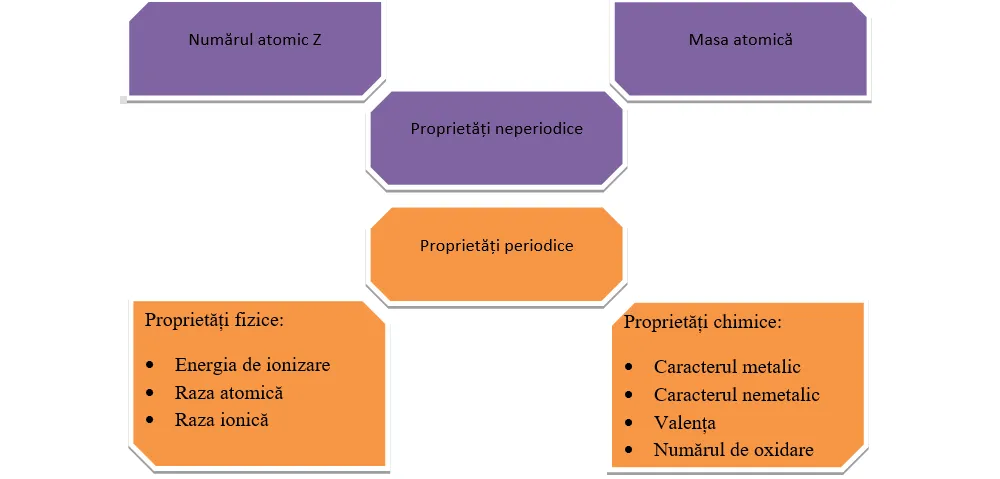 Numărul atomic Z
Masa atomică
Proprietăți neperiodice
Proprietăți periodice
Proprietăți fizice:
• Energia de ionizare
• Raza atomică
• Raza ionică
Proprietăți chimice:
• Caracterul metalic
• Caracterul nemetalic
• Valența
• Numărul de oxidare